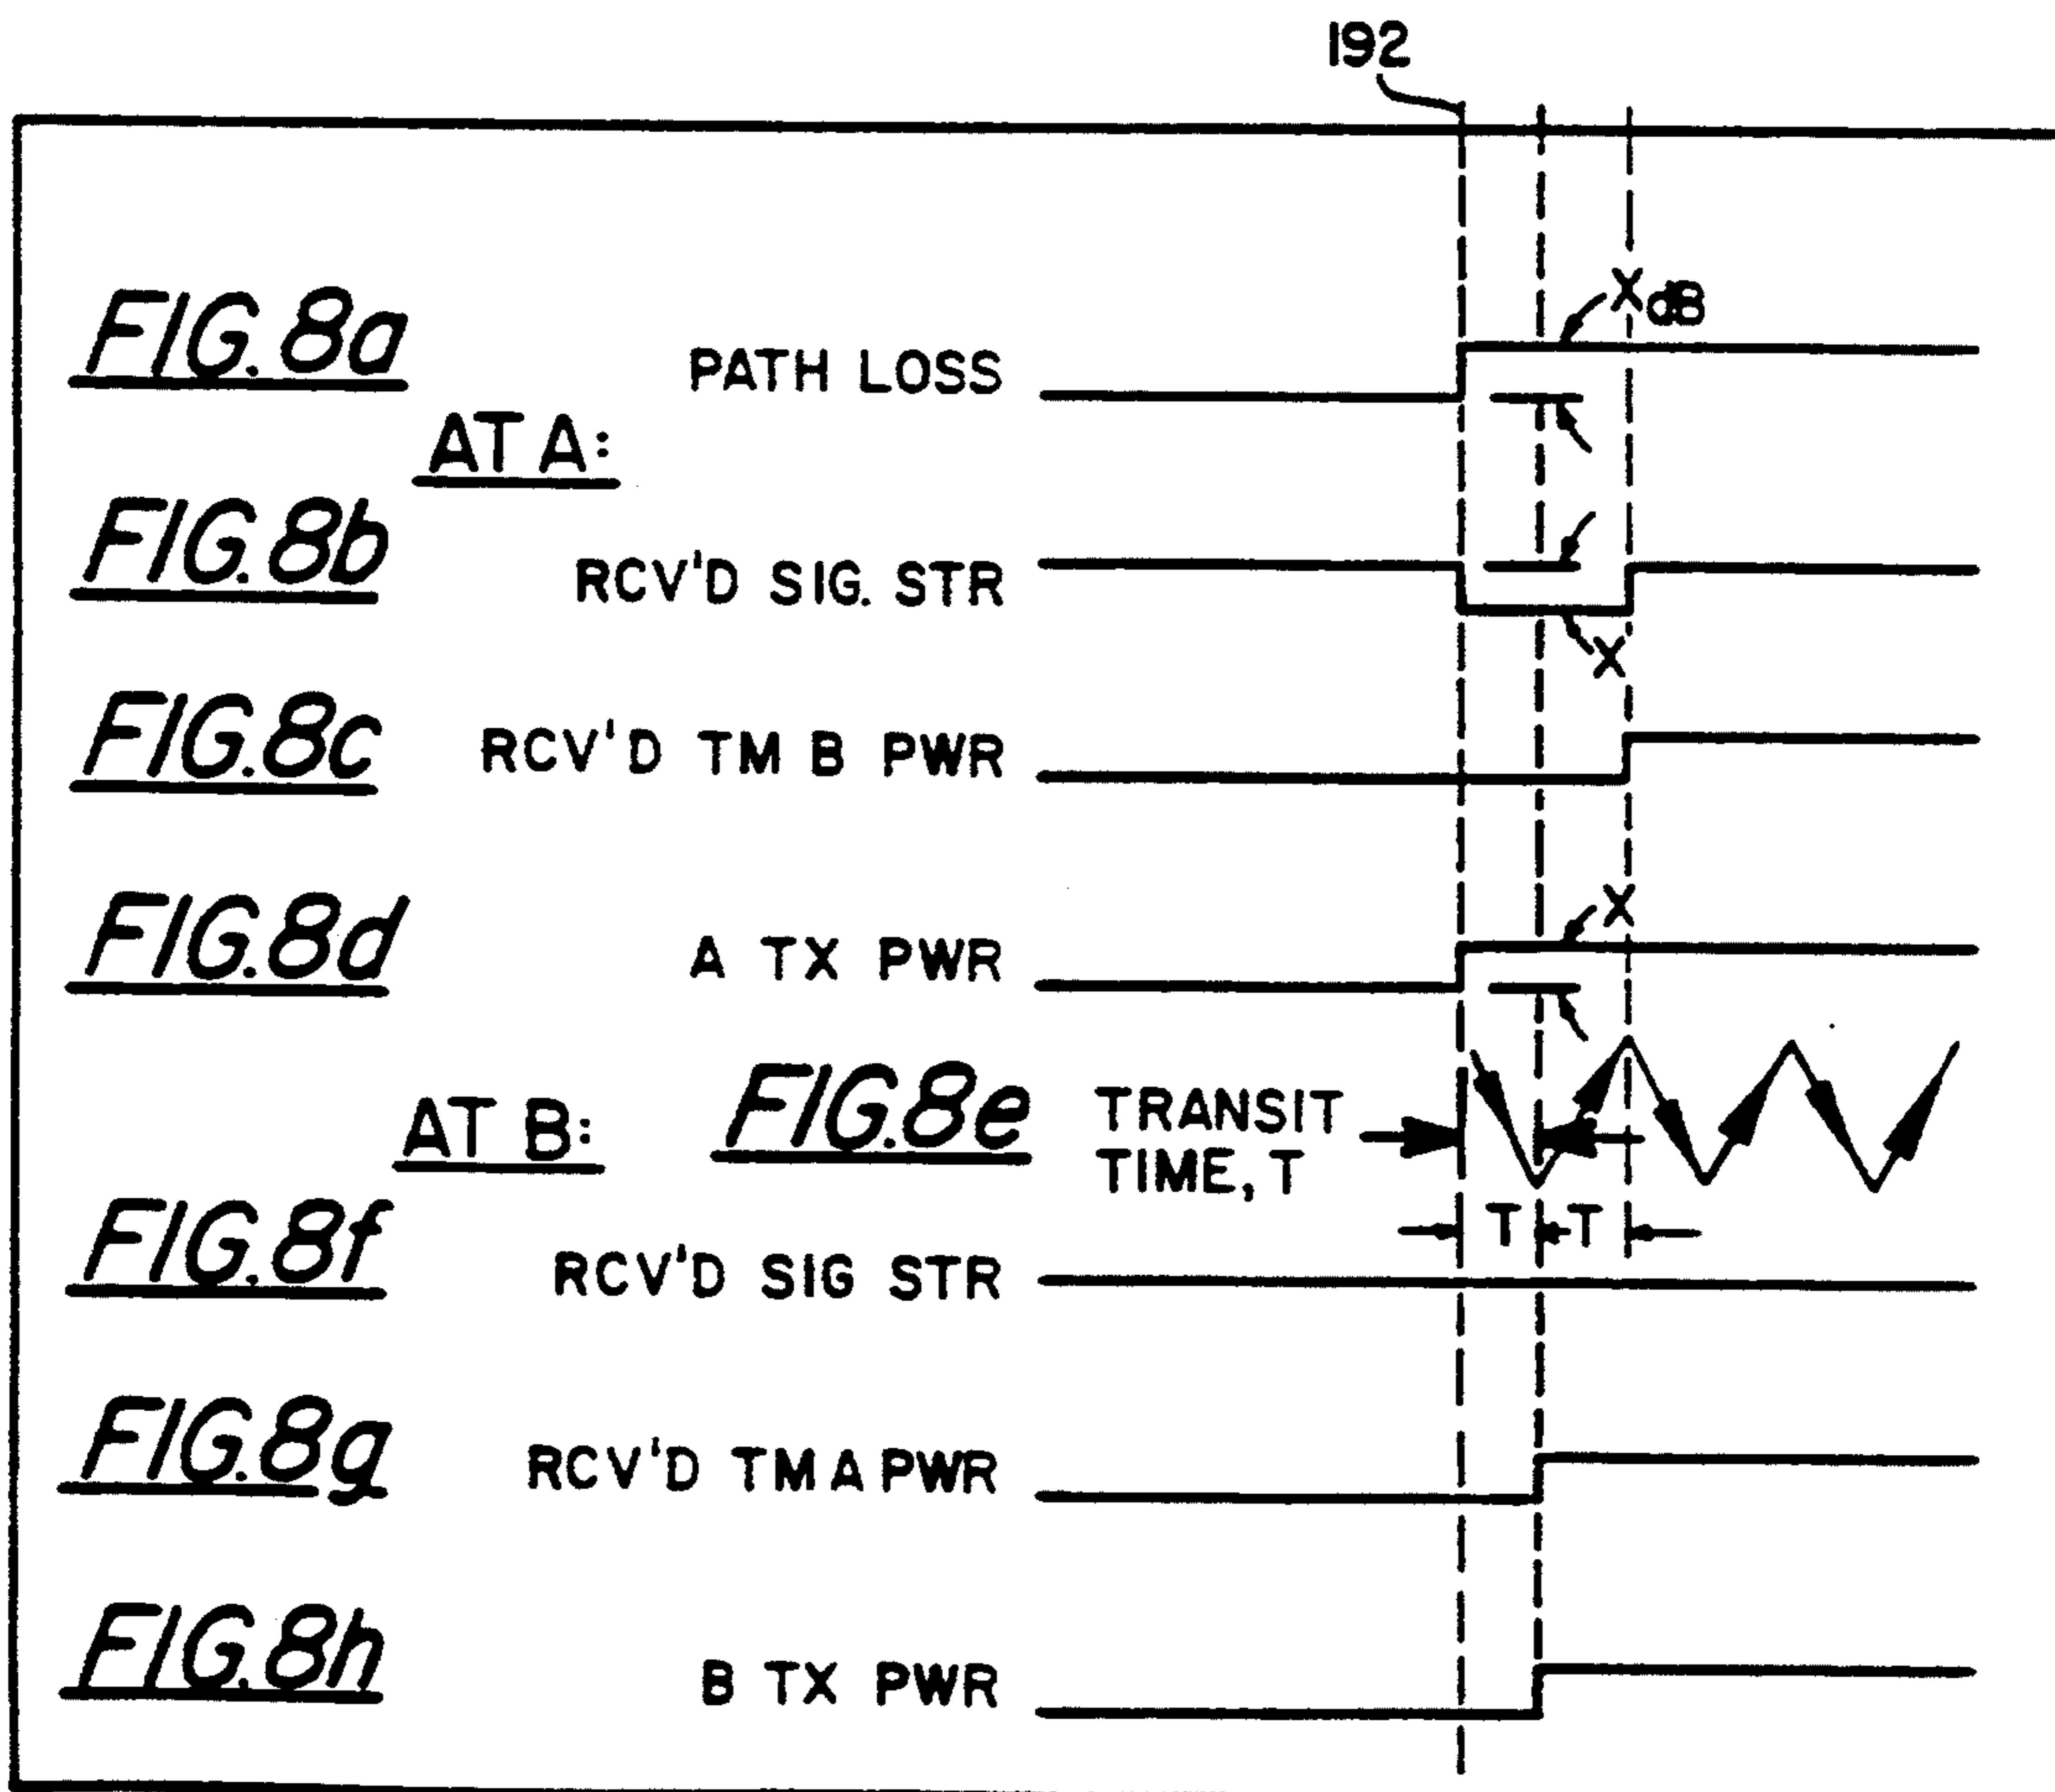 192
X dB
FIG. 8a PATH LOSS
AT A:
FIG. 8b RCV'D SIG. STR
X
FIG. 8c RCV'D TM B PWR
X
FIG. 8d A TX PWR
AT B: FIG. 8e TRANSIT
TIME, T
T T
FIG. 8f RCV'D SIG STR
FIG. 8g RCV'D TM A PWR
FIG. 8h B TX PWR